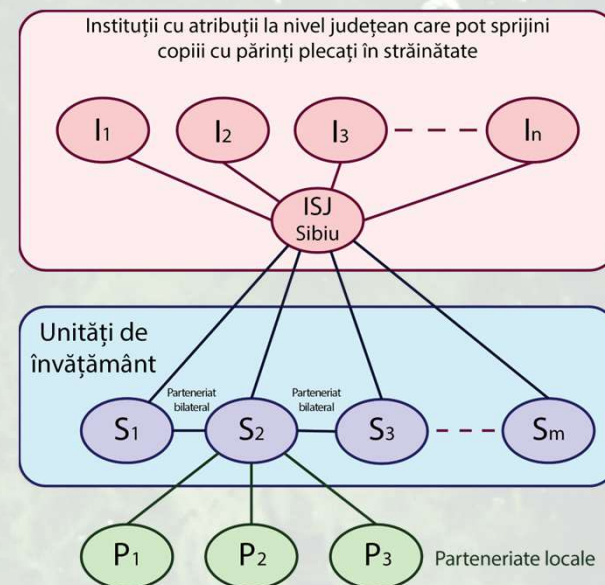 Instituții cu atribuții la nivel județean care pot sprijini
copiii cu părinți plecați în străinătate
I1 I2 I3 In
ISJ
Sibiu
Unități de
învățământ
Parteneriat
bilateral
Parteneriat
bilateral
S1 S2 S3 Sm
P1 P2 P3 Parteneriate locale